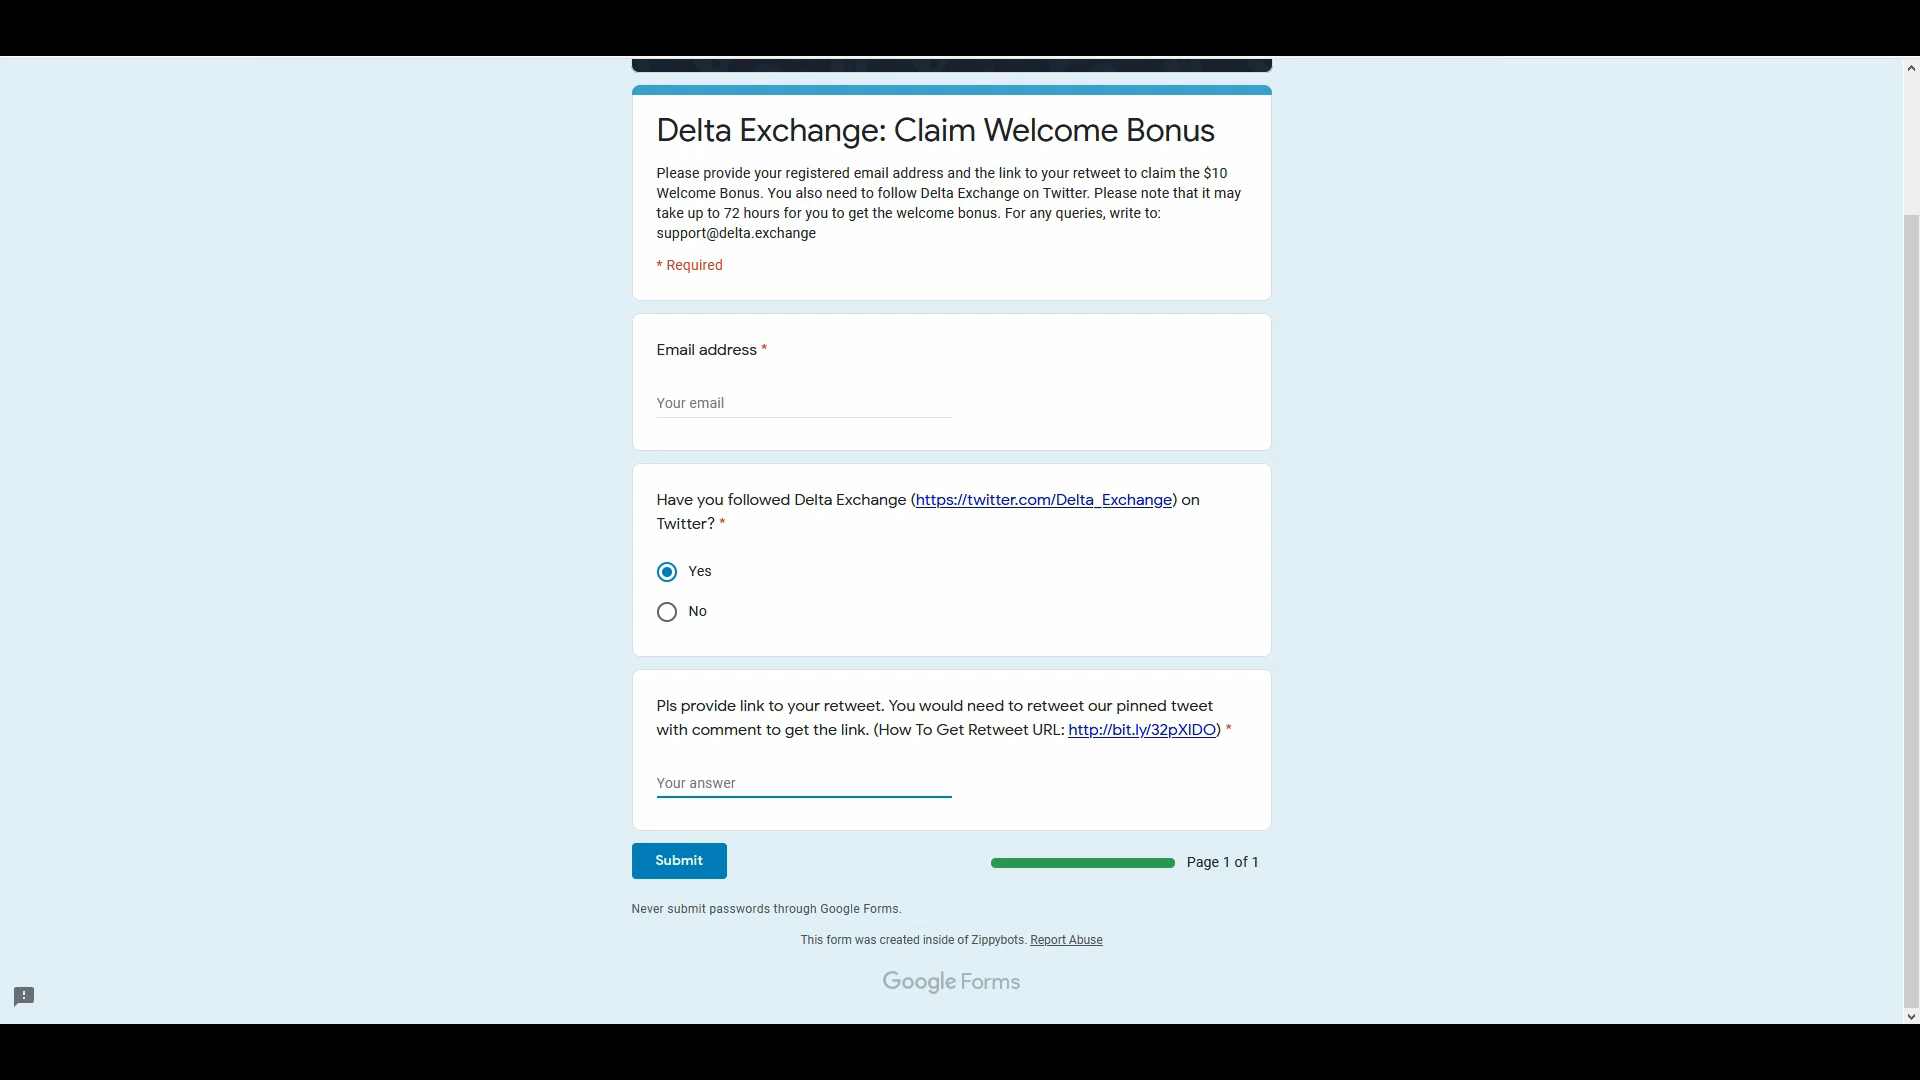 Delta Exchange: Claim Welcome Bonus
Please provide your registered email address and the link to your retweet to claim the $10
Welcome Bonus. You also need to follow Delta Exchange on Twitter. Please note that it may
take up to 72 hours for you to get the welcome bonus. For any queries, write to:
support@delta.exchange
* Required
Email address *
Your email
Have you followed Delta Exchange (https://twitter.com/Delta_Exchange) on
Twitter? *
Yes
No
Pls provide link to your retweet. You would need to retweet our pinned tweet
with comment to get the link. (How To Get Retweet URL: http://bit.ly/32pXIDO) *
Your answer
Submit
Page 1 of 1
Never submit passwords through Google Forms.
This form was created inside of Zippybots. Report Abuse
Google Forms